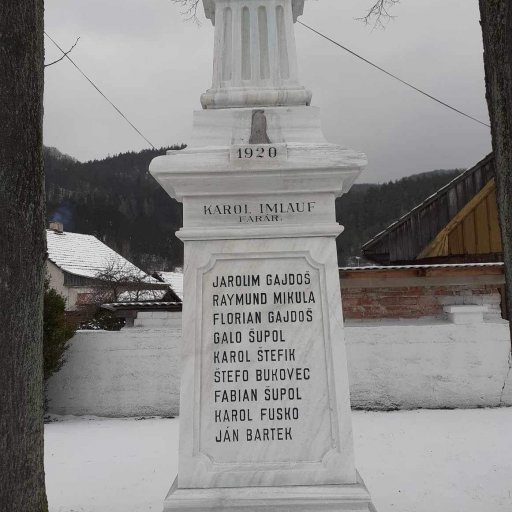 1920
KAROL IMLAUF
FARÁR.
JAROLIM GAJDOŠ
RAYMUND MIKULA
FLORIAN GAJDOŠ
GALO ŠUPOL
KAROL ŠTEFIK
ŠTEFO BUKOVEC
FABIAN ŠUPOL
KAROL FUSKO
JÁN BARTEK